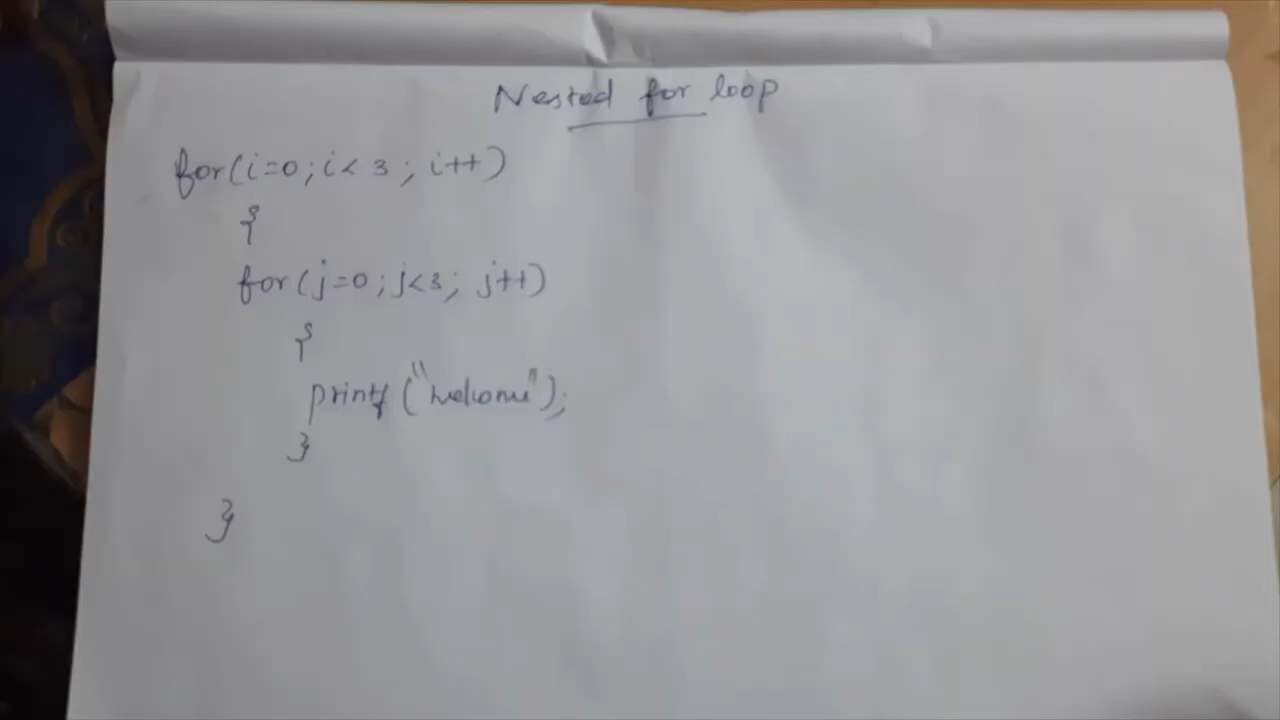 Nested for loop
for(i=0;i<3; i++)
{
for(j=0;j<3; j++)
{
printf("welcome");
}
}